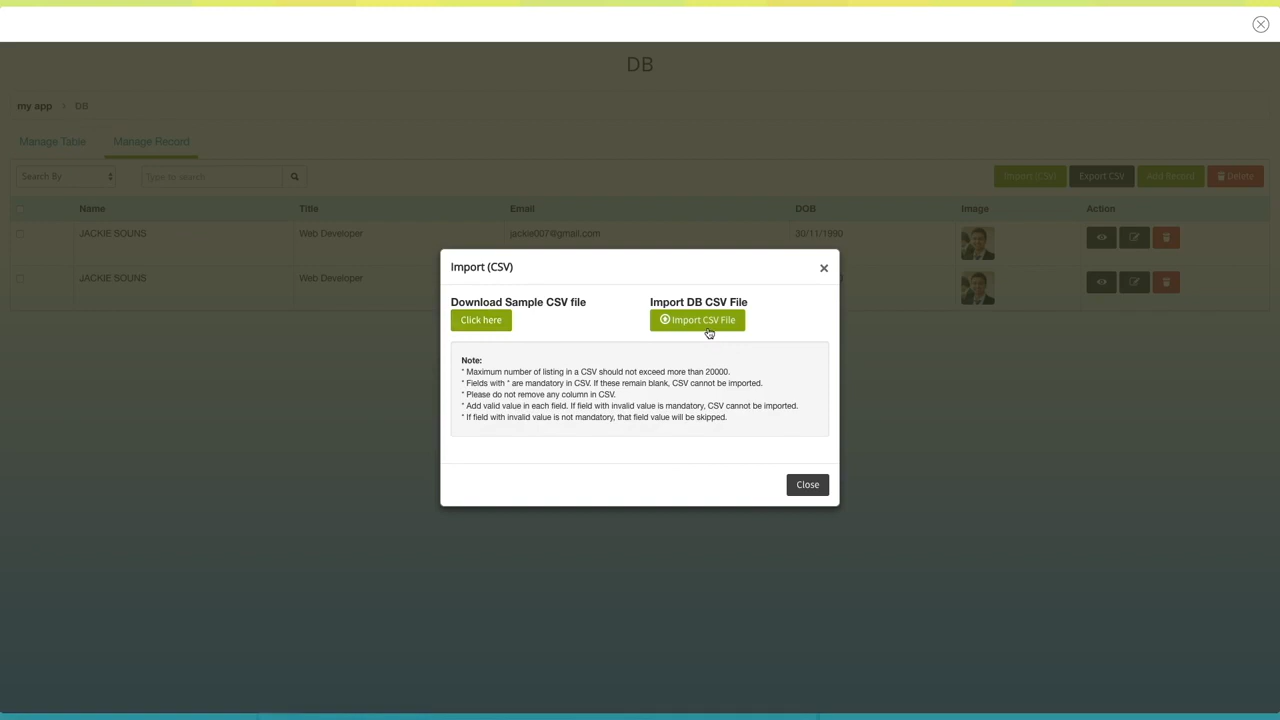 DB
my app > DB
Manage Table Manage Record
Search By Type to search Import (CSV) Export CSV Add Record Delete
Name Title Email DOB Image Action
JACKIE SOUNS Web Developer jackie007@gmail.com 30/11/1990
JACKIE SOUNS Web Developer
Import (CSV)
Download Sample CSV file Import DB CSV File
Click here Import CSV File
Note:
* Maximum number of listing in a CSV should not exceed more than 20000.
* Fields with * are mandatory in CSV. If these remain blank, CSV cannot be imported.
* Please do not remove any column in CSV.
* Add valid value in each field. If field with invalid value is mandatory, CSV cannot be imported.
* If field with invalid value is not mandatory, that field value will be skipped.
Close